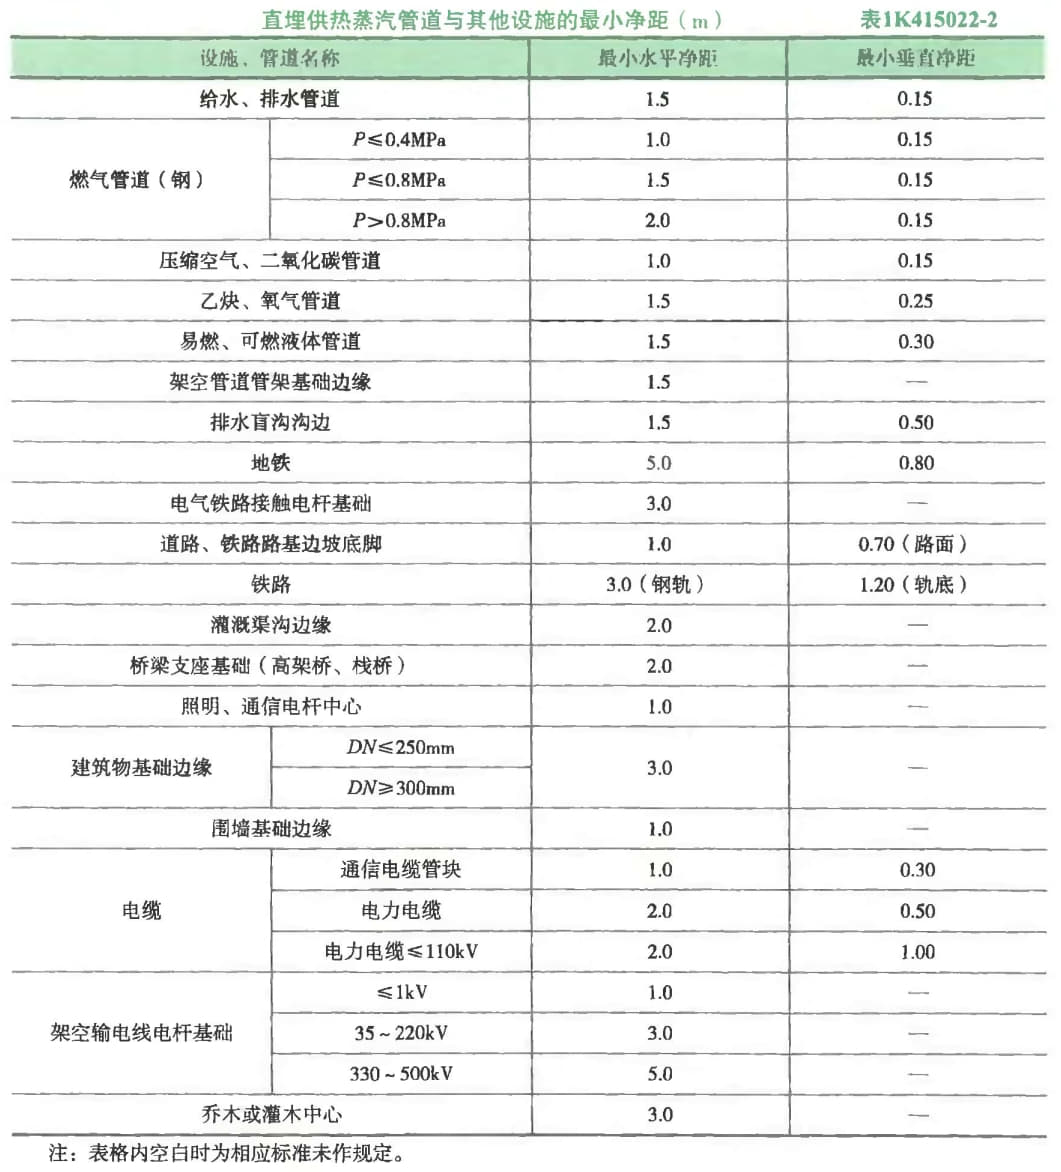 直埋供热蒸汽管道与其他设施的最小净距（m） 表1K415022-2
设施、管道名称 最小水平净距 最小垂直净距
给水、排水管道 1.5 0.15
燃气管道（钢） P≤0.4MPa 1.0 0.15
P≤0.8MPa 1.5 0.15
P＞0.8MPa 2.0 0.15
压缩空气、二氧化碳管道 1.0 0.15
乙炔、氧气管道 1.5 0.25
易燃、可燃液体管道 1.5 0.30
架空管道管架基础边缘 1.5 —
排水盲沟沟边 1.5 0.50
地铁 5.0 0.80
电气铁路接触电杆基础 3.0 —
道路、铁路路基边坡底脚 1.0 0.70（路面）
铁路 3.0（钢轨） 1.20（轨底）
灌溉渠沟边缘 2.0 —
桥梁支座基础（高架桥、栈桥） 2.0 —
照明、通信电杆中心 1.0 —
建筑物基础边缘 DN≤250mm 3.0 —
DN≥300mm
围墙基础边缘 1.0 —
电缆 通信电缆管块 1.0 0.30
电力电缆 2.0 0.50
电力电缆≤110kV 2.0 1.00
架空输电线电杆基础 ≤1kV 1.0 —
35～220kV 3.0 —
330～500kV 5.0 —
乔木或灌木中心 3.0 —
注：表格内空白时为相应标准未作规定。